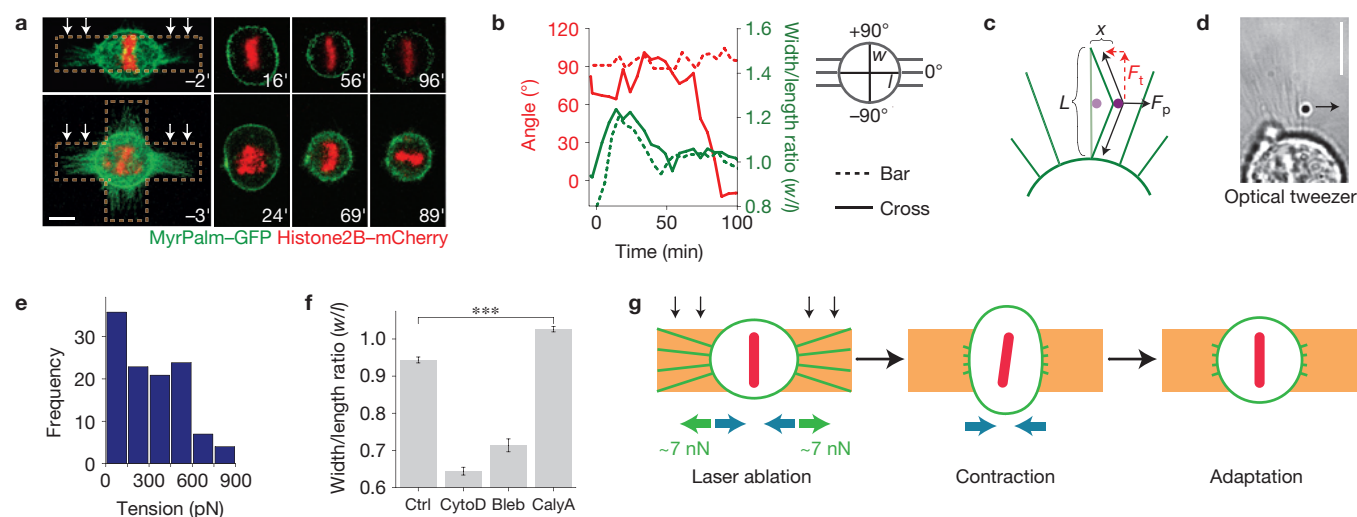 a
–2'
16'
56'
96'
–3'
24'
69'
89'
MyrPalm–GFP Histone2B–mCherry
b
Angle (°)
120
90
60
30
0
Width/length ratio (w/l)
1.6
1.4
1.2
1.0
0.8
0
50
100
Time (min)
+90°
w
l
0°
–90°
Bar
Cross
c
x
L
Ft
Fp
d
Optical tweezer
e
Frequency
30
20
10
0
0
300
600
900
Tension (pN)
f
Width/length ratio (w/l)
***
1.0
0.9
0.8
0.7
0.6
Ctrl CytoD Bleb CalyA
g
~7 nN
~7 nN
Laser ablation
Contraction
Adaptation